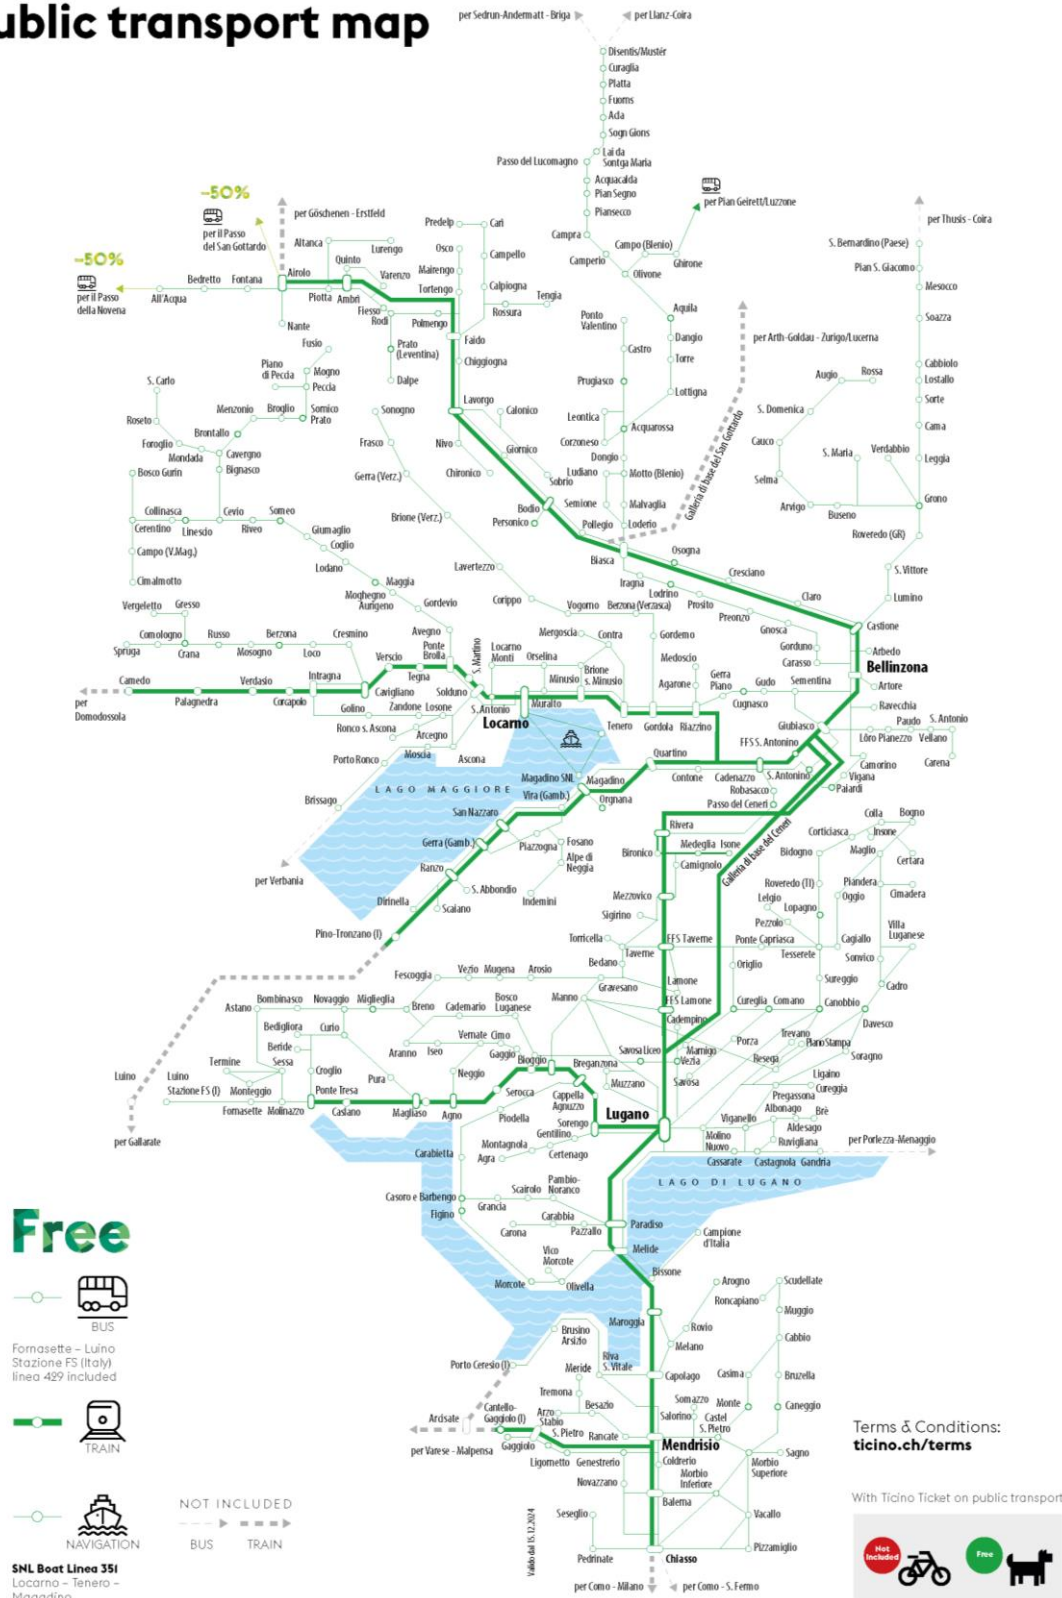 ublic transport map
per Sedrun-Andermatt - Briga
per Ilanz-Coira
Disentis/Mustér
Curaglia
Platta
Fuorns
Acla
Sogn Gions
Lai da
Sontga Maria
Passo del Lucomagno
Acquacalda
Pian Segno
Piansecco
Campra
Camperio
Campo (Blenio)
Ghirone
Olivone
per Pian Geirett/Luzzone
per Thusis - Coira
-50%
per il Passo
del San Gottardo
per Göschenen - Erstfeld
-50%
per il Passo
della Novena
All'Acqua
Bedretto
Fontana
Airolo
Nante
Altanca
Lurengo
Quinto
Varenzo
Piotta
Ambrì
Fiesso
Rodi
Prato
(Leventina)
Dalpe
Predelp
Carì
Osco
Mairengo
Tortengo
Campello
Calpiogna
Tengia
Rossura
Polmengo
Faido
Chiggiogna
Lavorgo
Calonico
Nivo
Giornico
Chironico
Sobrio
Bodio
Personico
Pollegio
Ponto
Valentino
Castro
Prugiasco
Leontica
Acquarossa
Corzoneso
Dongio
Ludiano
Motto (Blenio)
Semione
Malvaglia
Loderio
Biasca
Aquila
Dangio
Torre
Lottigna
per Arth-Goldau - Zurigo/Lucerna
Galleria di base del San Gottardo
S. Bernardino (Paese)
Pian S. Giacomo
Mesocco
Soazza
Cabbiolo
Lostallo
Sorte
Cama
Leggia
Grono
Verdabbio
S. Maria
Augio
Rossa
S. Domenica
Cauco
Selma
Arvigo
Buseno
Roveredo (GR)
S. Vittore
Lumino
Castione
Fusio
Mogno
Piano
di Peccia
Peccia
Menzonio
Broglio
Sornico
Prato
Brontallo
S. Carlo
Roseto
Foroglio
Mondada
Cavergno
Bignasco
Bosco Gurin
Collinasca
Cerentino
Linescio
Cevio
Riveo
Someo
Giumaglio
Coglio
Lodano
Maggia
Moghegno
Aurigeno
Gordevio
Avegno
Ponte
Brolla
Campo (V.Mag.)
Cimalmotto
Sonogno
Frasco
Gerra (Verz.)
Brione (Verz.)
Lavertezzo
Corippo
Vogorno
Berzona (Verzasca)
Mergoscia
Contra
Gordemo
Vergeletto
Gresso
Comologno
Spruga
Crana
Russo
Mosogno
Berzona
Loco
Cresmino
Osogna
Cresciano
Claro
Iragna
Lodrino
Prosito
Preonzo
Gnosca
Gorduno
Carasso
Arbedo
Bellinzona
Artore
Ravecchia
Giubiasco
Paudo
S. Antonio
Lôro Pianezzo
Vellano
Carena
Camorino
Vigana
Paiardi
Camedo
per
Domodossola
Palagnedra
Verdasio
Corcapolo
Intragna
Cavigliano
Verscio
Tegna
Solduno
S. Martino
Locarno
Monti
Orselina
Brione
s. Minusio
Minusio
Muralto
S. Antonio
Locarno
Tenero
Gordola
Riazzino
Medoscio
Agarone
Gerra
Piano
Cugnasco
Gudo
Sementina
Golino
Zandone
Losone
Ronco s. Ascona
Arcegno
Porto Ronco
Moscia
Ascona
Brissago
per Verbania
LAGO MAGGIORE
Magadino SNL
Magadino
Vira (Gamb.)
Orgnana
Quartino
Contone
Cadenazzo
FFS S. Antonino
S. Antonino
Robasacco
Passo del Ceneri
San Nazzaro
Piazzogna
Fosano
Alpe di
Neggia
Indemini
Gerra (Gamb.)
Ranzo
S. Abbondio
Dirinella
Scaiano
Pino-Tronzano (I)
Galleria di base del Ceneri
Rivera
Bironico
Medeglia
Isone
Camignolo
Mezzovico
Sigirino
Torricella
FFS Taverne
Taverne
Bedano
Gravesano
Manno
Lamone
FFS Lamone
Cadempino
Ponte Capriasca
Origlio
Tesserete
Cureglia
Comano
Canobbio
Sureggio
Cagiallo
Lopagno
Lelgio
Pezzolo
Roveredo (TI)
Bidogno
Corticiasca
Colla
Bogno
Insone
Maglio
Certara
Piandera
Cimadera
Oggio
Villa
Luganese
Sonvico
Cadro
Davesco
Soragno
Trevano
Piano Stampa
Porza
Resega
Ligaino
Cureggia
Pregassona
Viganello
Albonago
Brè
Aldesago
Ruvigliana
Molino
Nuovo
Cassarate
Castagnola
Gandria
per Porlezza-Menaggio
LAGO DI LUGANO
Fescoggia
Vezio
Mugena
Arosio
Astano
Bombinasco
Novaggio
Miglieglia
Breno
Cademario
Bosco
Luganese
Bedigliora
Curio
Beride
Aranno
Iseo
Vernate
Cimo
Gaggio
Bioggio
Breganzona
Savosa Liceo
Vezia
Savosa
Muzzano
Termine
Sessa
Croglio
Pura
Neggio
Luino
Luino
Stazione FS (I)
Monteggio
Fornasette
Molinazzo
Ponte Tresa
Caslano
Magliaso
Agno
Serocca
Cappella
Agnuzzo
Sorengo
Lugano
per Gallarate
Piodella
Gentilino
Montagnola
Agra
Certenago
Carabietta
Casoro e Barbengo
Figino
Pambio-
Noranco
Scairolo
Grancia
Carabbia
Carona
Pazzallo
Paradiso
Melide
Vico
Morcote
Morcote
Olivella
Campione
d'Italia
Bissone
Maroggia
Arogno
Roncapiano
Rovio
Melano
Scudellate
Muggio
Cabbio
Bruzella
Caneggio
Casima
Monte
Capolago
Brusino
Arsizio
Riva
S. Vitale
Porto Ceresio (I)
Meride
Tremona
Besazio
Arzo
Cantello-
Gaggiolo (I)
Arcisate
per Varese - Malpensa
Stabio
S. Pietro
Gaggiolo
Rancate
Ligornetto
Genestrerio
Somazzo
Salorino
Castel
S. Pietro
Mendrisio
Coldrerio
Morbio
Inferiore
Morbio
Superiore
Sagno
Novazzano
Balerna
Vacallo
Seseglio
Pedrinate
Chiasso
Pizzamiglio
per Como - Milano
per Como - S. Fermo
Valido dal 15.12.2024
Free
BUS
Fornasette – Luino
Stazione FS (Italy)
linea 429 included
TRAIN
NAVIGATION
NOT INCLUDED
BUS
TRAIN
SNL Boat Linea 351
Locarno – Tenero –
Magadino
Terms & Conditions:
ticino.ch/terms
With Ticino Ticket on public transport
Not
Included
Free